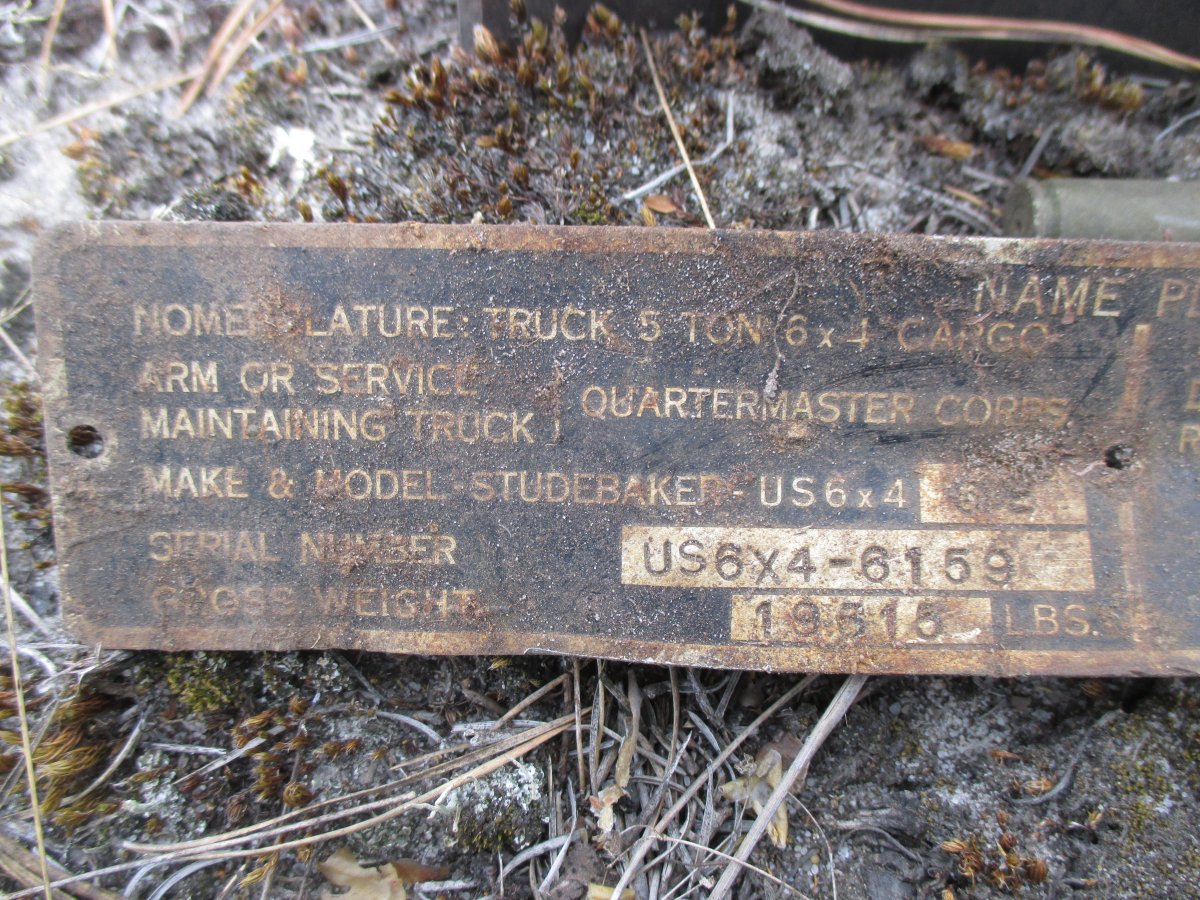 NAME
NOMENCLATURE: TRUCK 5 TON 6x4 CARGO
ARM OR SERVICE
MAINTAINING TRUCK
QUARTERMASTER CORPS
MAKE & MODEL-STUDEBAKER-US6x4
SERIAL NUMBER US6X4-6159
GROSS WEIGHT 19515 LBS.